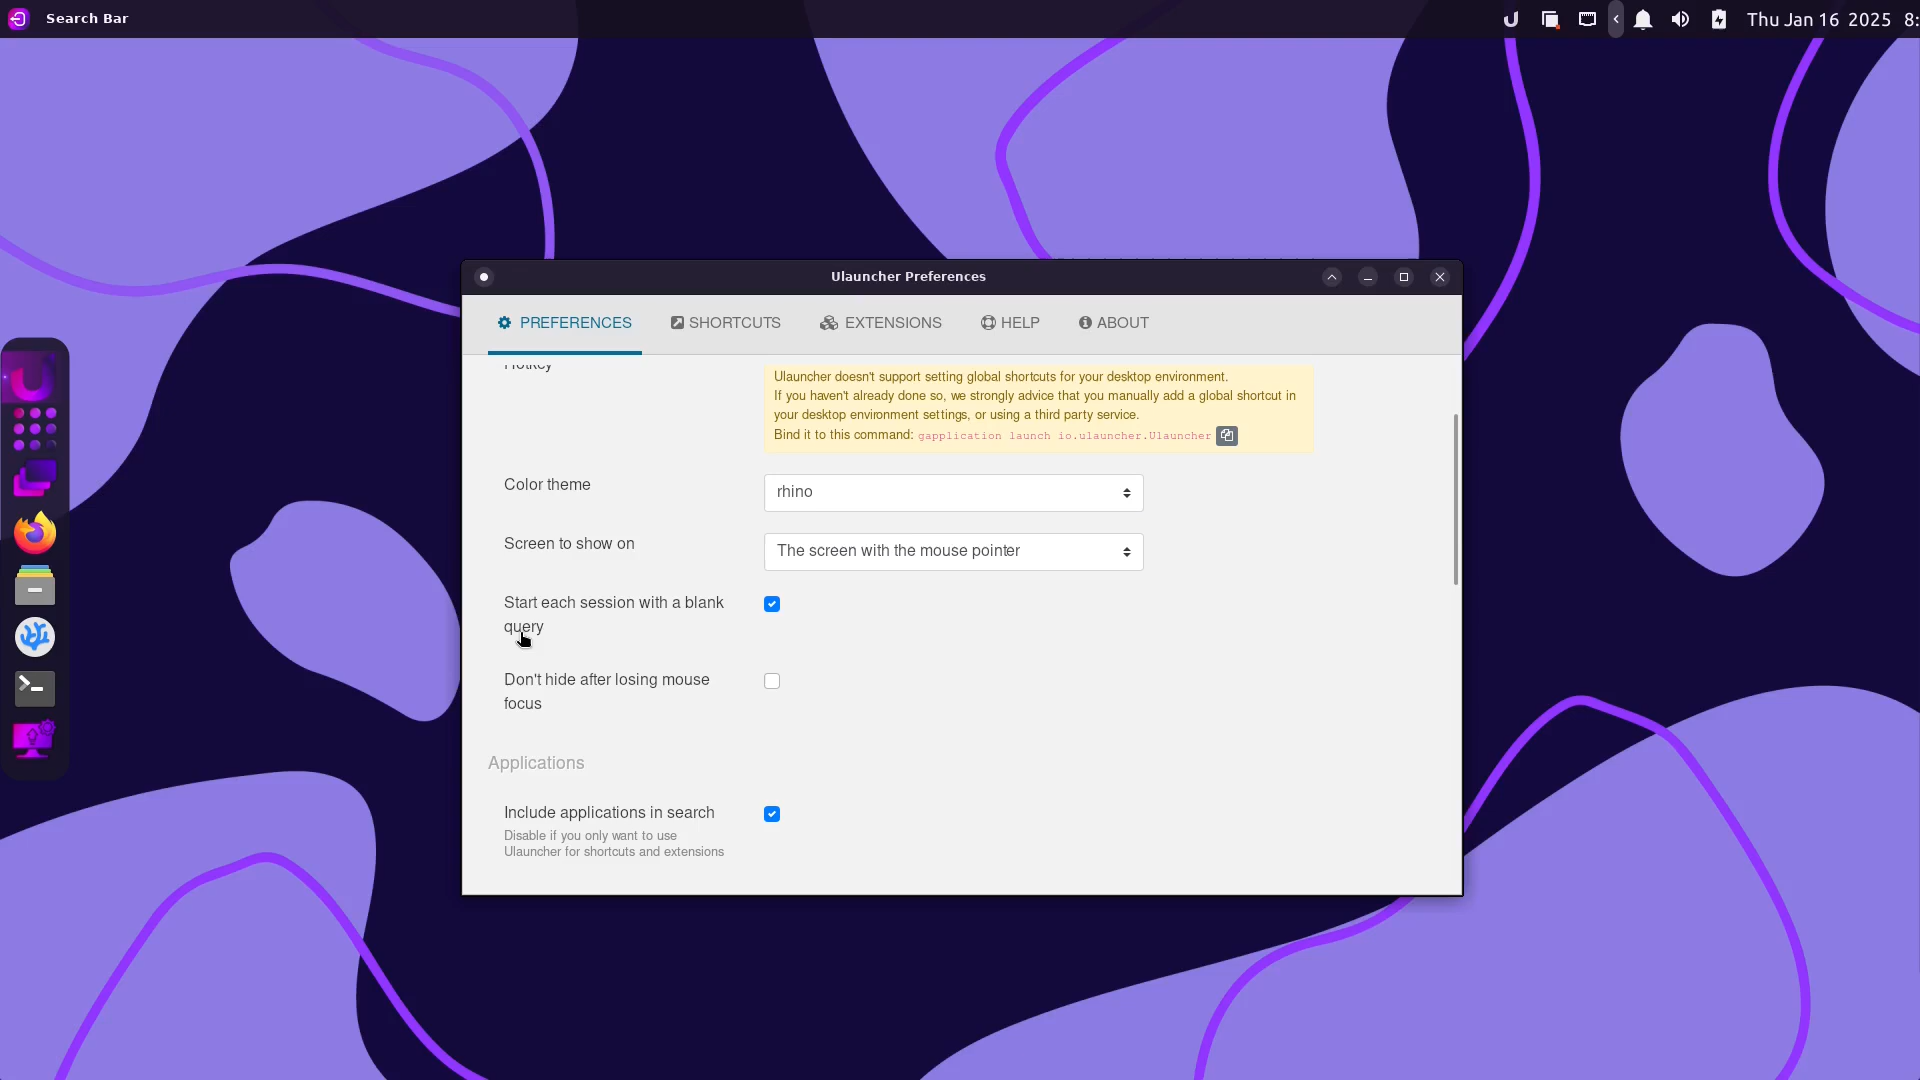 Search Bar
Thu Jan 16 2025 8:
Ulauncher Preferences
PREFERENCES
SHORTCUTS
EXTENSIONS
HELP
ABOUT
Hotkey
Ulauncher doesn't support setting global shortcuts for your desktop environment.
If you haven't already done so, we strongly advice that you manually add a global shortcut in
your desktop environment settings, or using a third party service.
Bind it to this command: gapplication launch io.ulauncher.Ulauncher
Color theme
rhino
Screen to show on
The screen with the mouse pointer
Start each session with a blank
query
Don't hide after losing mouse
focus
Applications
Include applications in search
Disable if you only want to use
Ulauncher for shortcuts and extensions